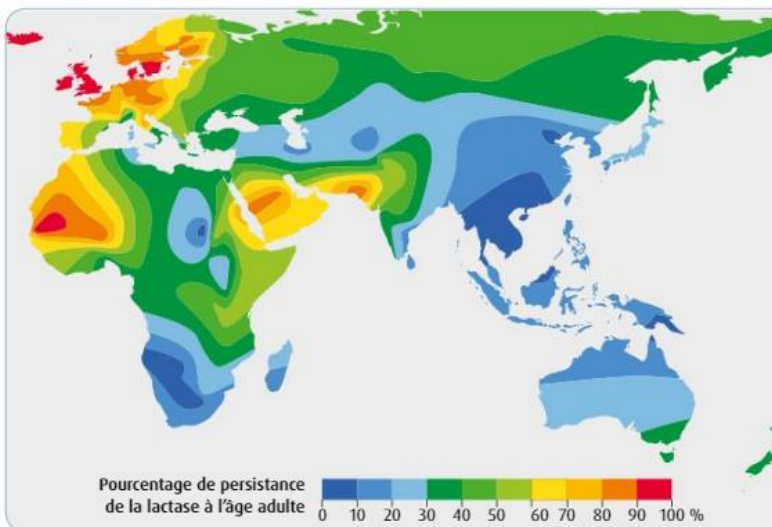 Pourcentage de persistance
de la lactase à l'âge adulte
0 10 20 30 40 50 60 70 80 90 100 %